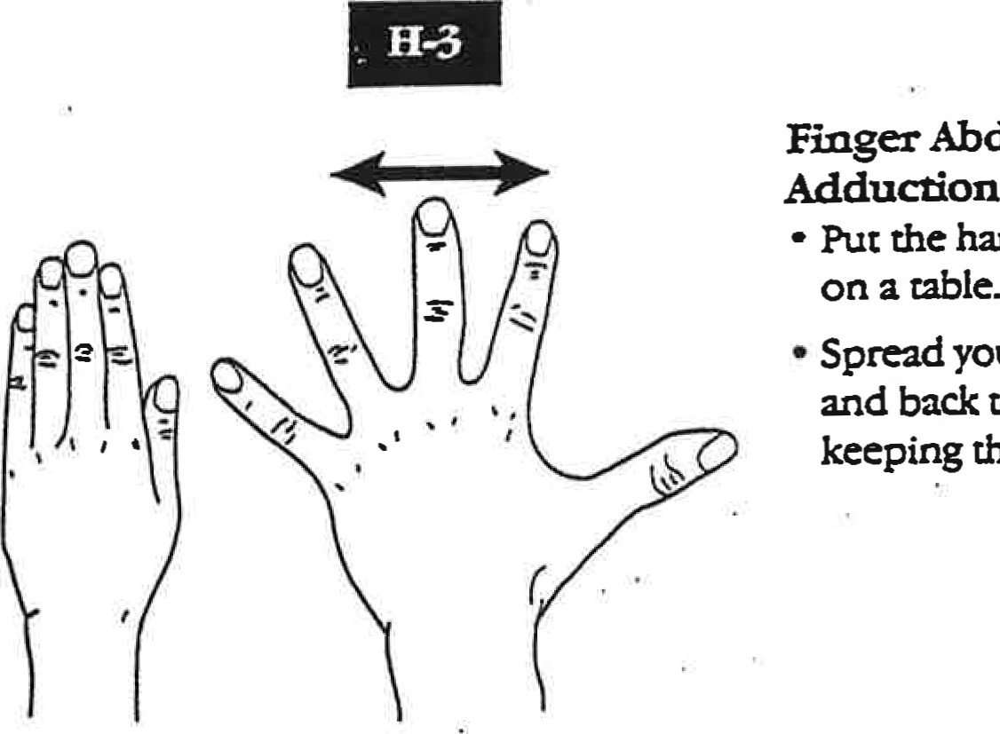 H-3
Finger Abd
Adduction
• Put the ha
on a table.
• Spread you
and back t
keeping th